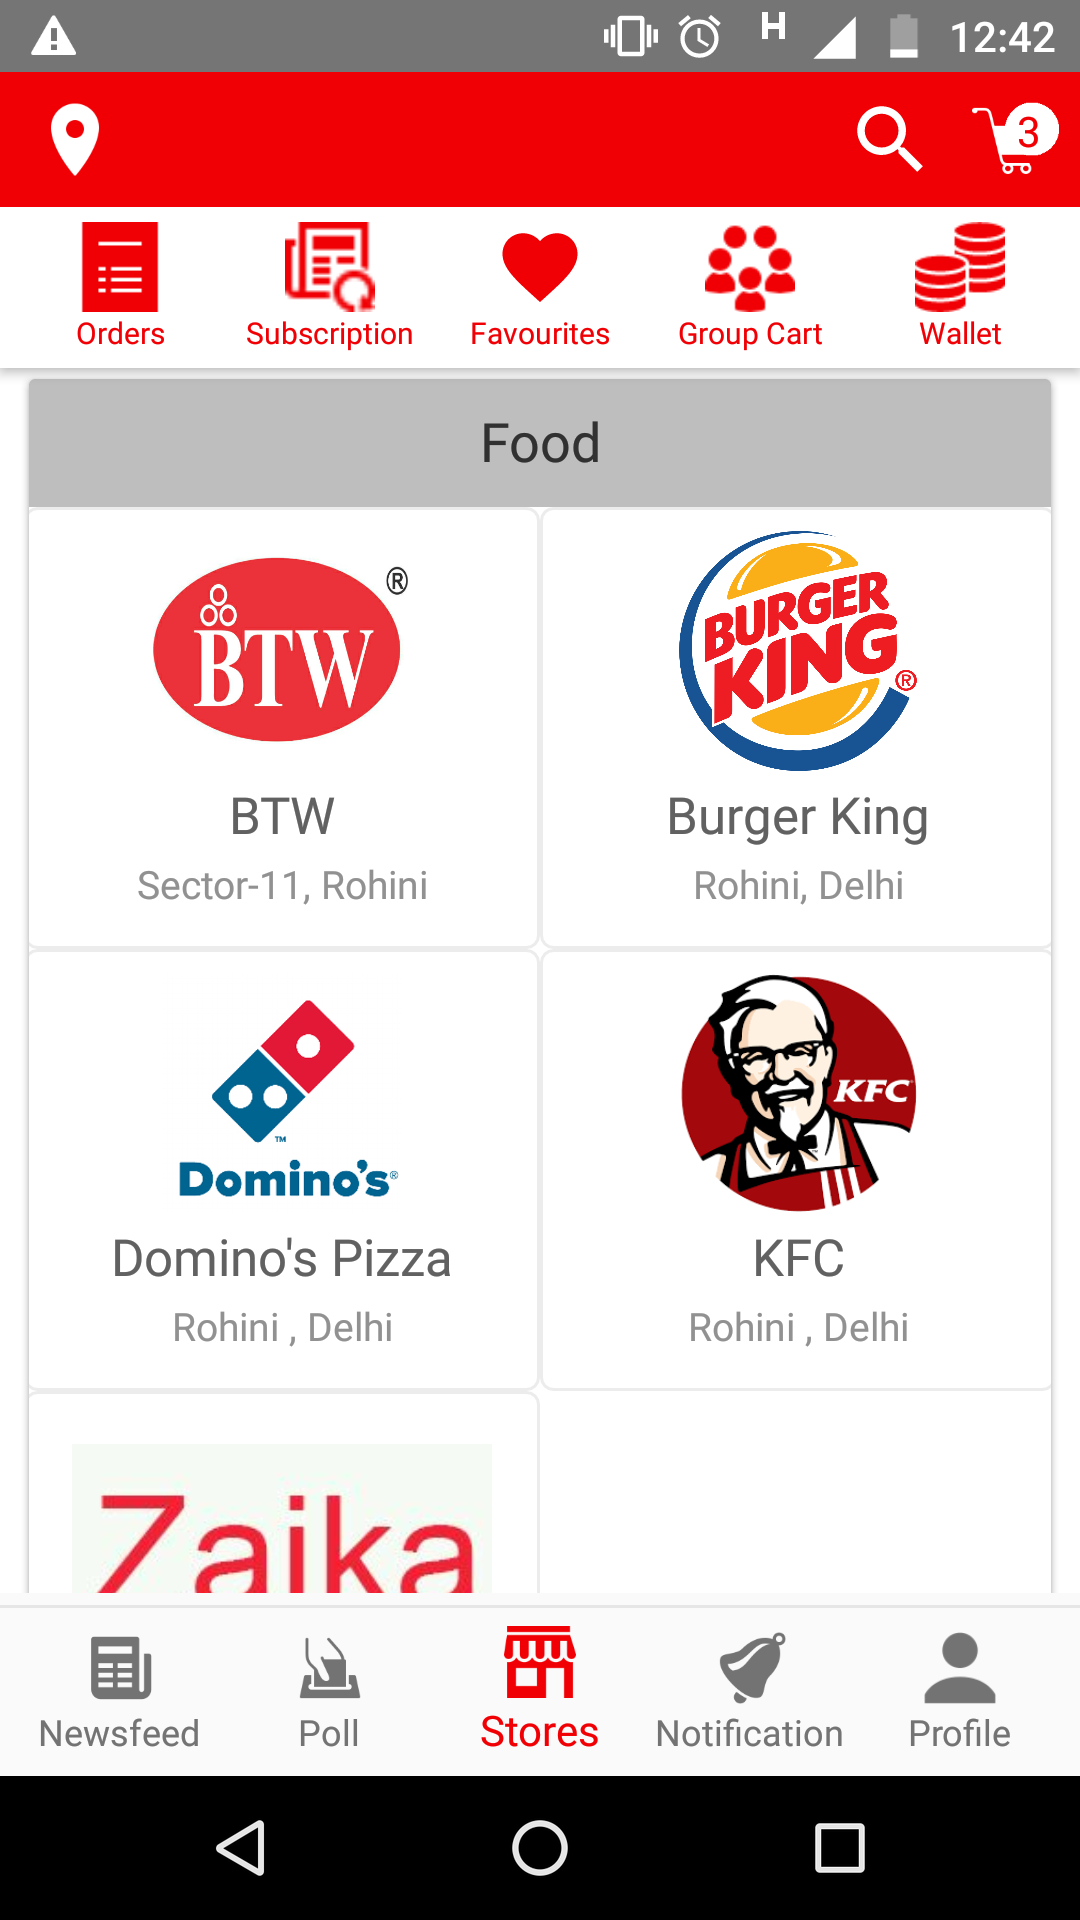 H 12:42
3
Orders Subscription Favourites Group Cart Wallet
Food
BTW ®
BURGER KING ®
BTW
Burger King
Sector-11, Rohini
Rohini, Delhi
™
Domino's®
KFC
Domino's Pizza
KFC
Rohini , Delhi
Rohini , Delhi
Zaika
Newsfeed Poll Stores Notification Profile